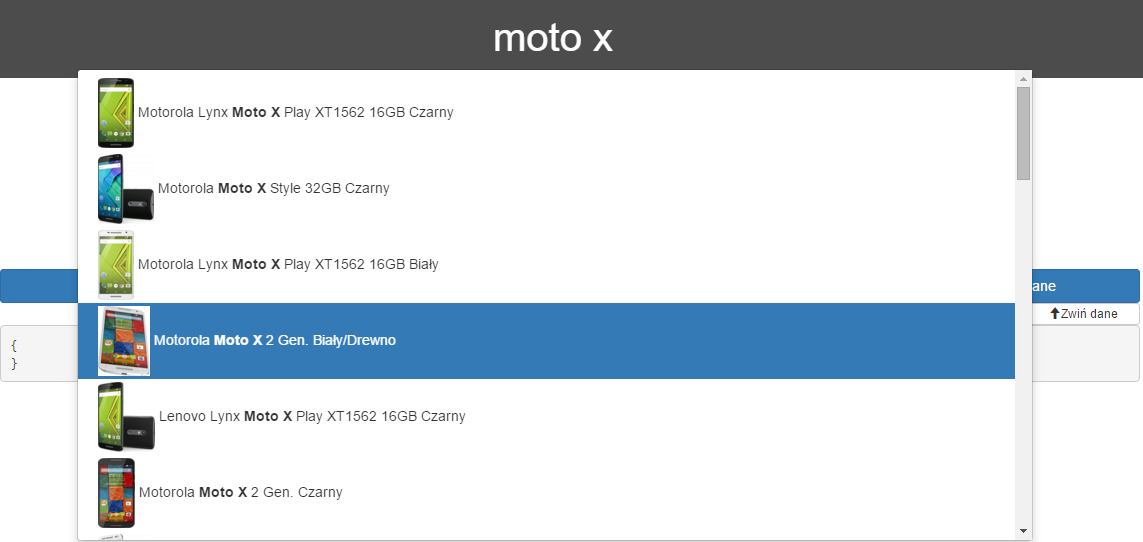 moto x
Motorola Lynx Moto X Play XT1562 16GB Czarny
Motorola Moto X Style 32GB Czarny
Motorola Lynx Moto X Play XT1562 16GB Biały
ane
Zwiń dane
Motorola Moto X 2 Gen. Biały/Drewno
{
}
Lenovo Lynx Moto X Play XT1562 16GB Czarny
Motorola Moto X 2 Gen. Czarny